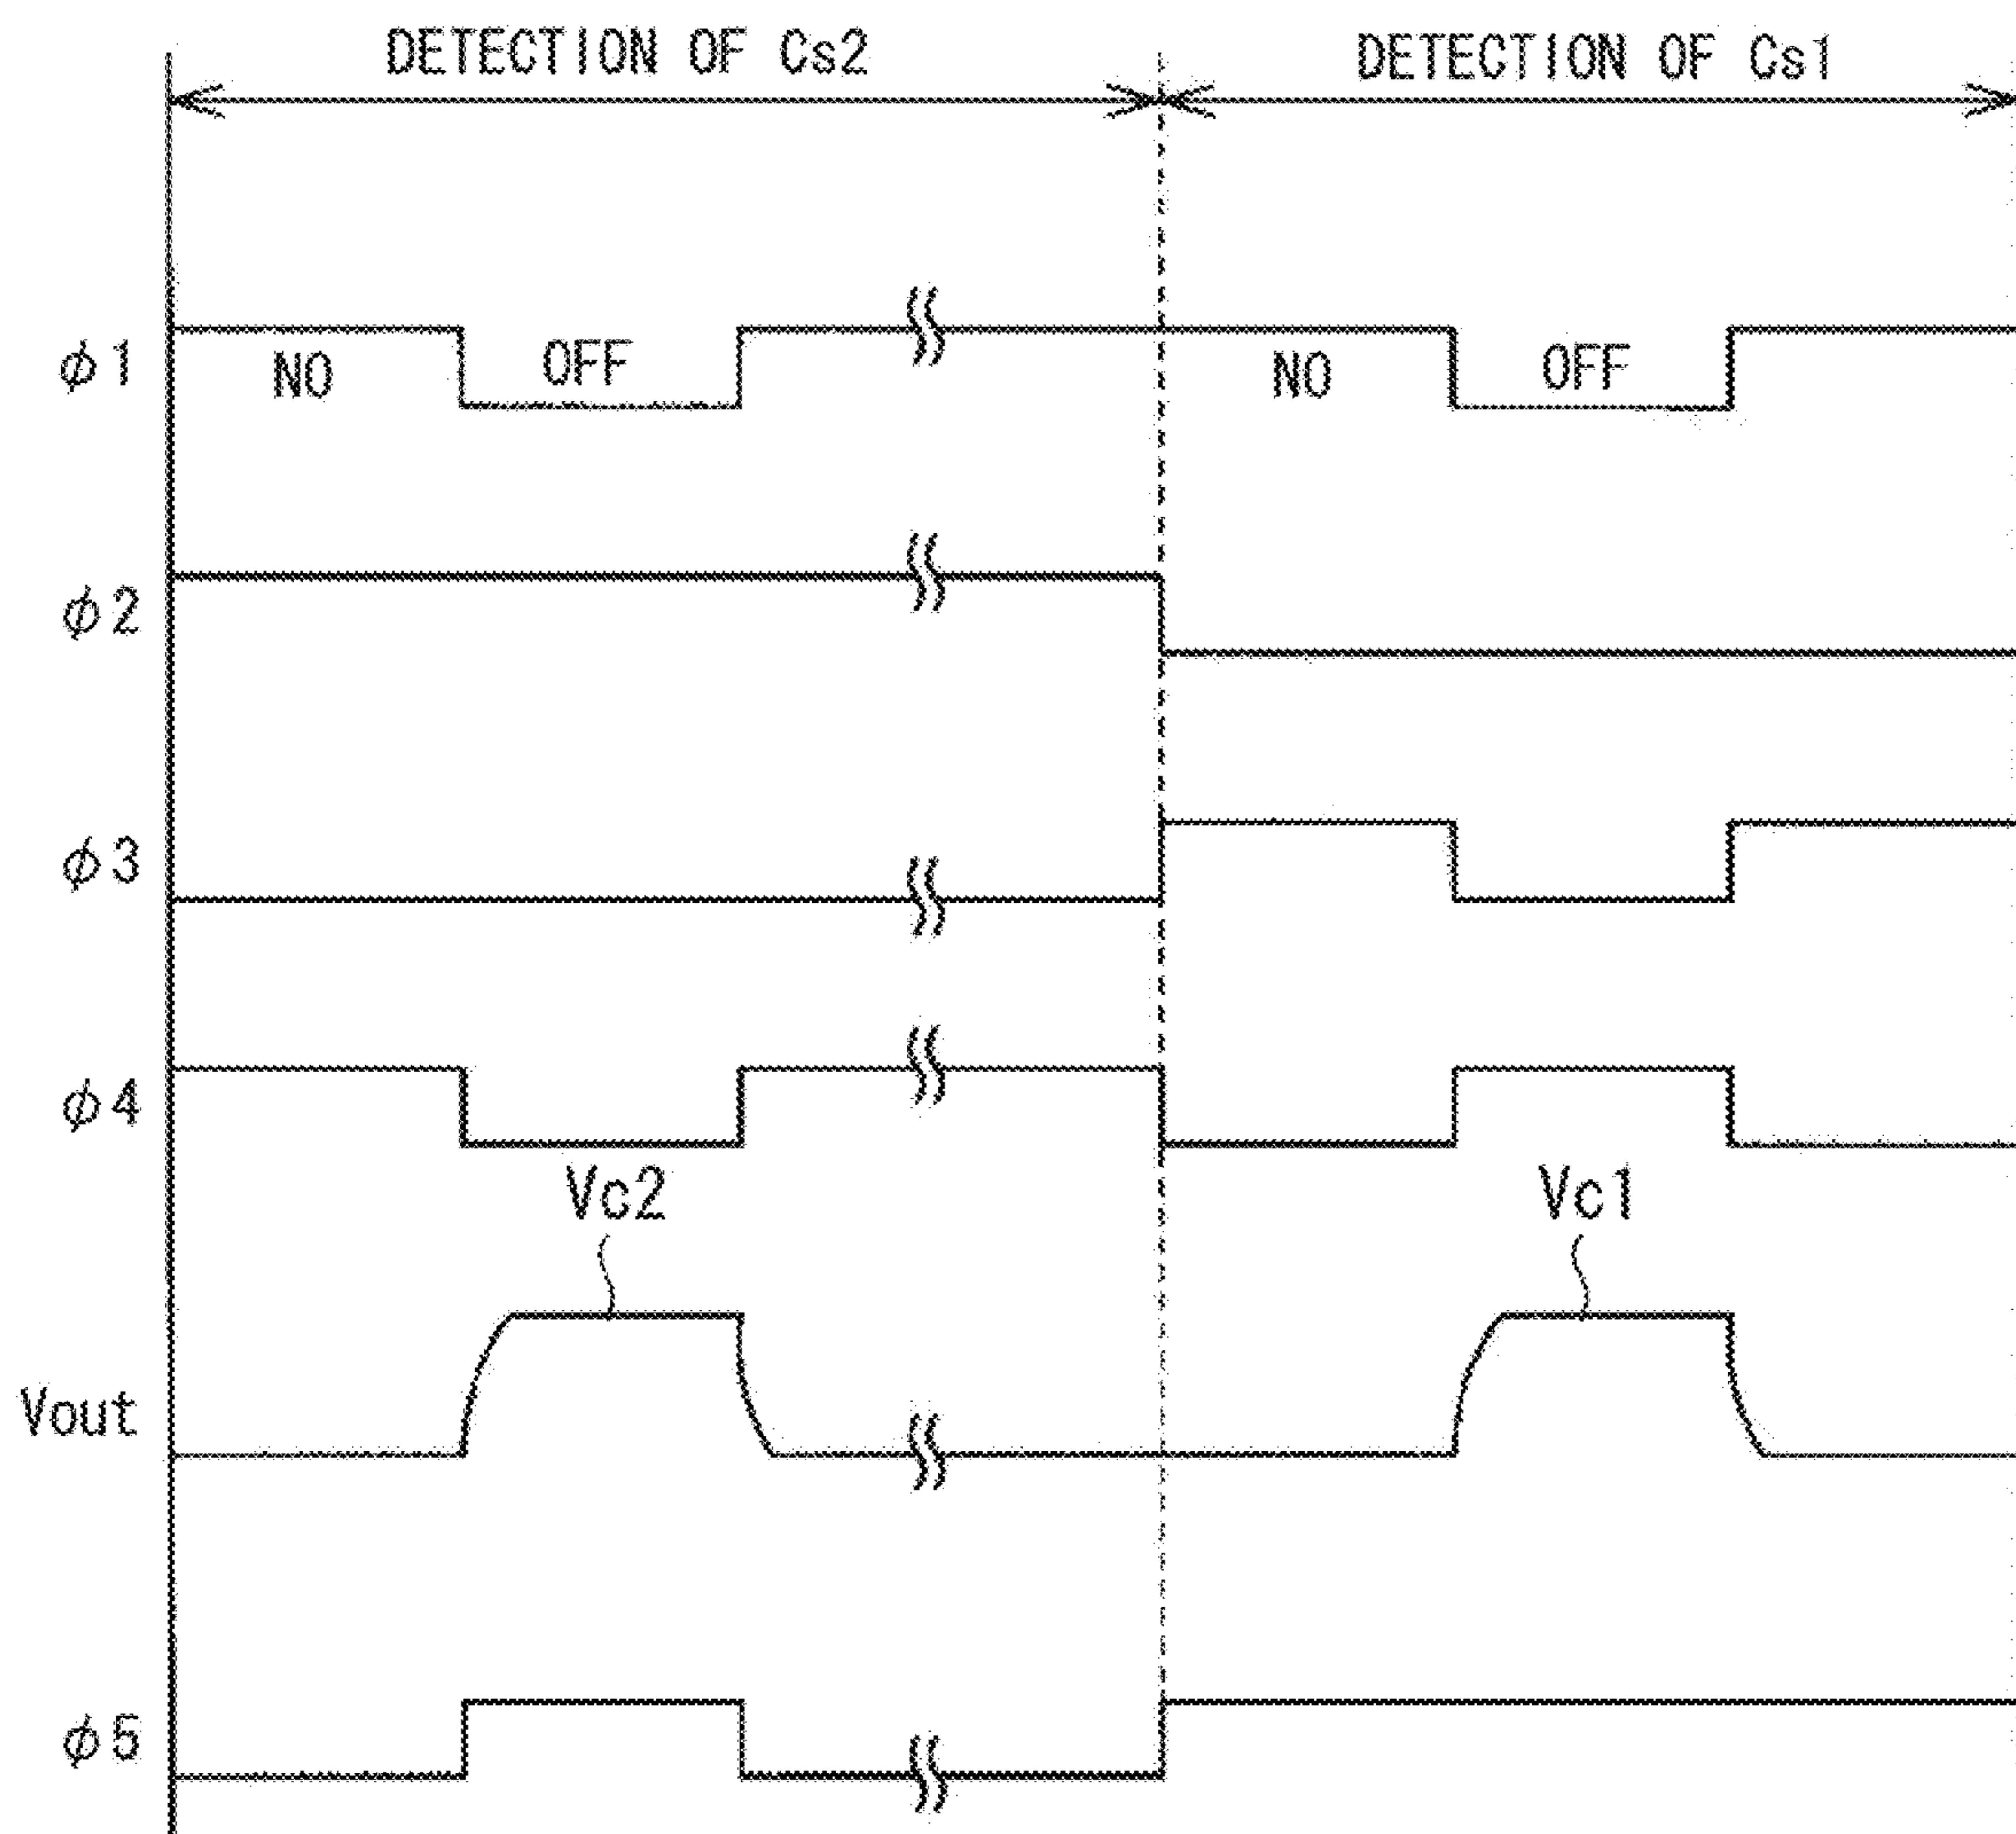 DETECTION OF Cs2
DETECTION OF Cs1
ϕ1
NO
OFF
NO
OFF
ϕ2
ϕ3
ϕ4
Vc2
Vc1
Vout
ϕ5